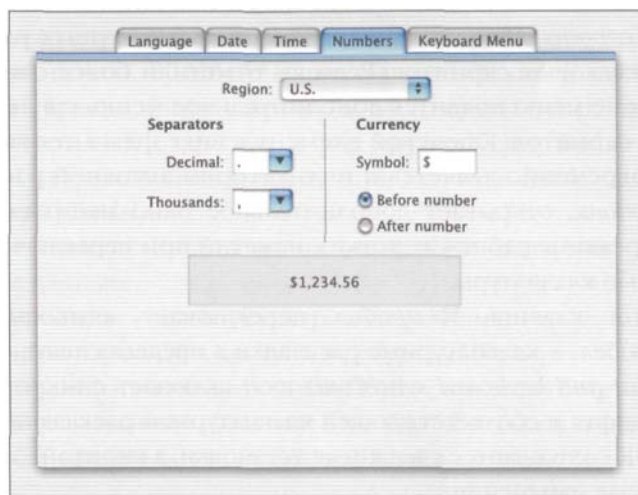 Language Date Time Numbers Keyboard Menu
Region: U.S.
Separators Currency
Decimal: . Symbol: $
Thousands: , Before number
After number
$1,234.56